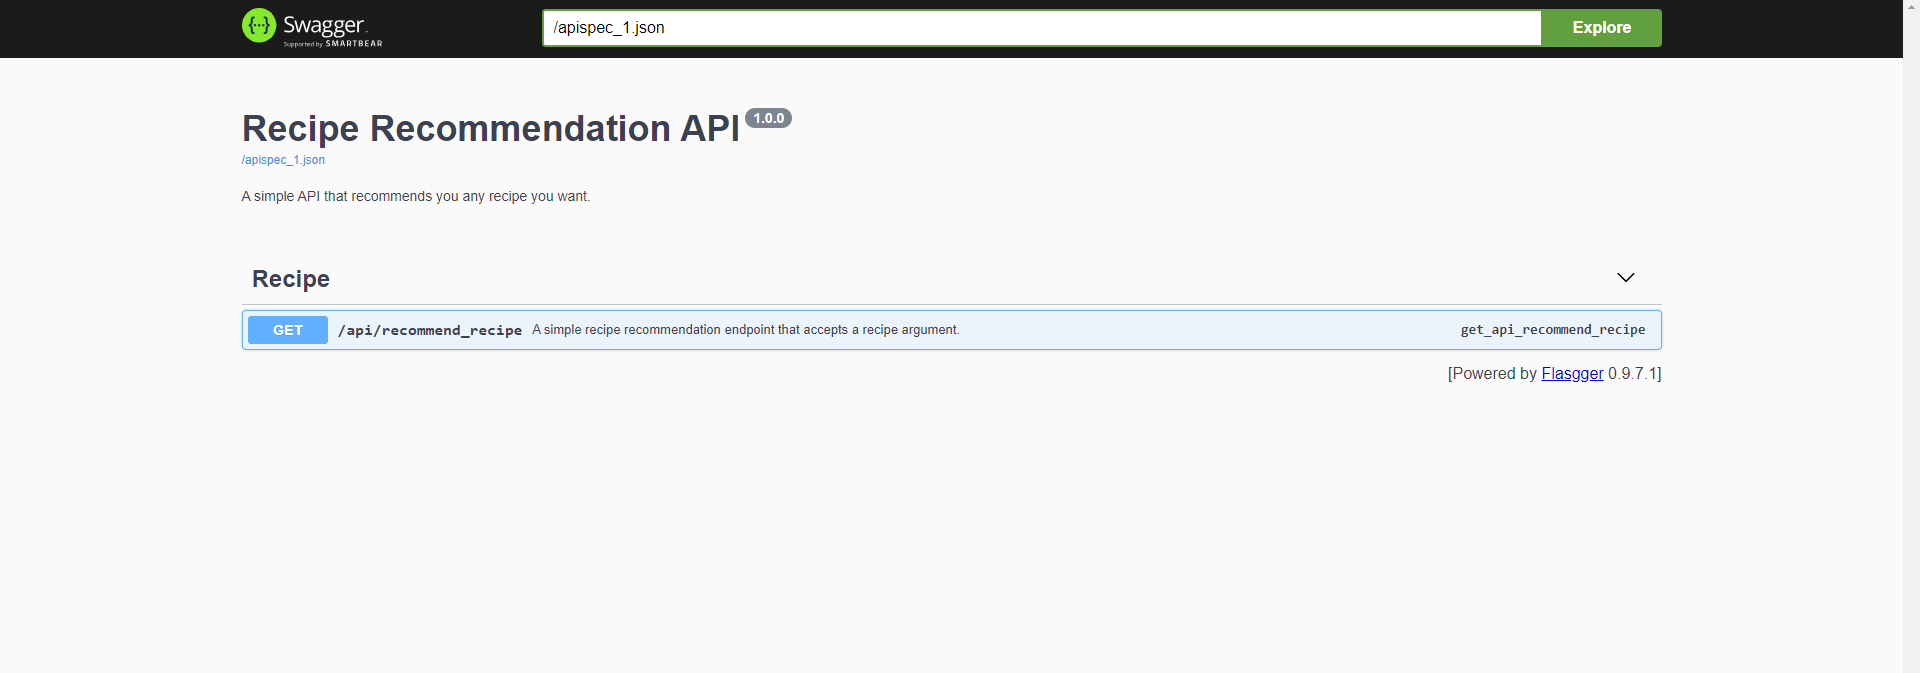 {···} Swagger
Supported by SMARTBEAR
/apispec_1.json
Explore
Recipe Recommendation API 1.0.0
/apispec_1.json
A simple API that recommends you any recipe you want.
Recipe
GET /api/recommend_recipe A simple recipe recommendation endpoint that accepts a recipe argument. get_api_recommend_recipe
[Powered by Flasgger 0.9.7.1]